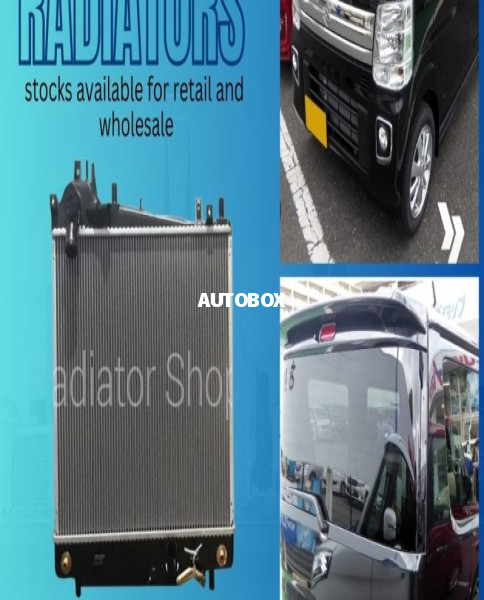 RADIATORS
stocks available for retail and
wholesale
AUTOBOX
adiator Shop